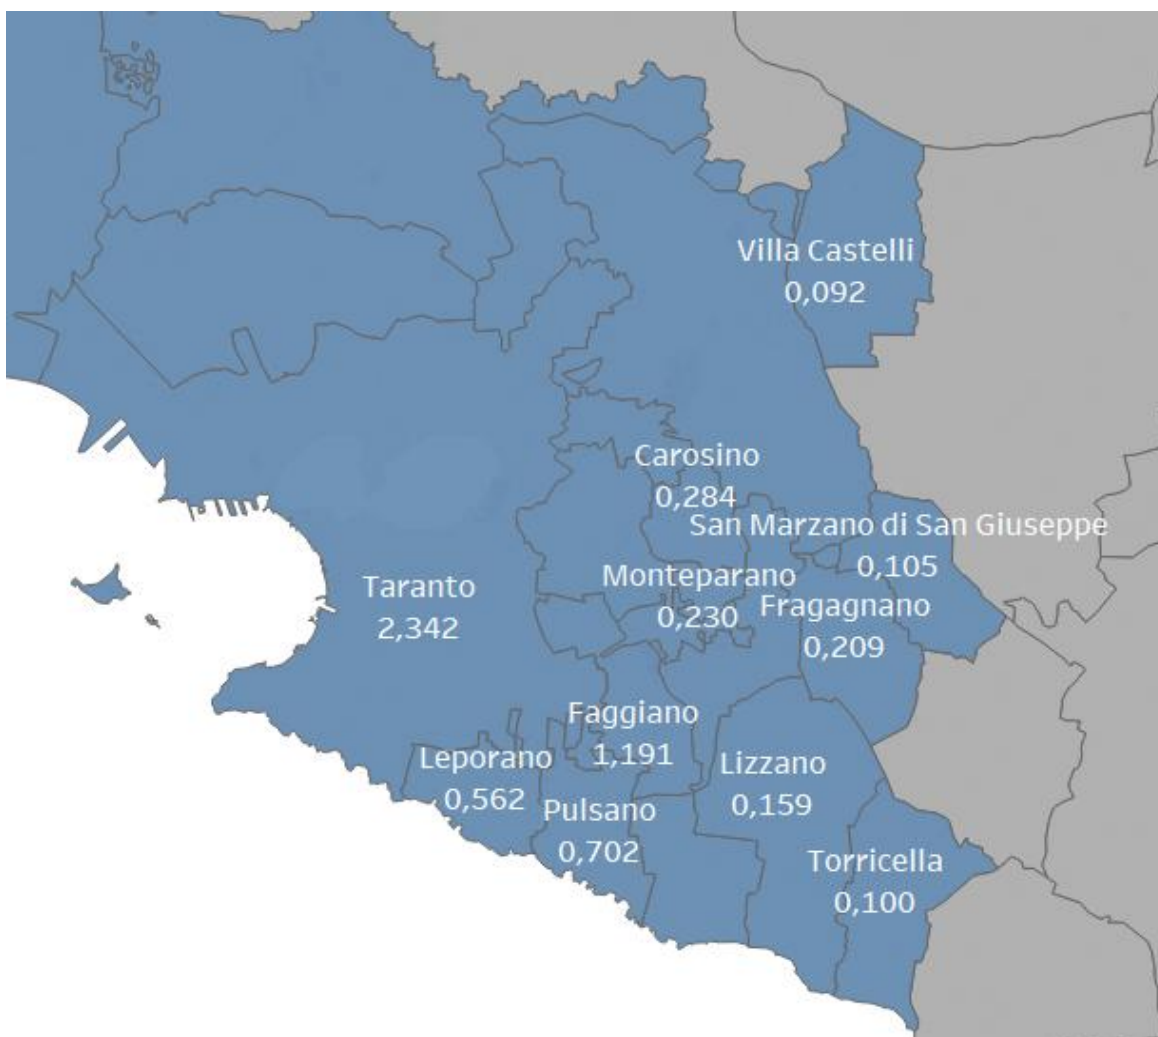 Villa Castelli
0,092
Carosino
0,284
San Marzano di San Giuseppe
0,105
Monteparano
0,230
Taranto
2,342
Fragagnano
0,209
Faggiano
1,191
Leporano
0,562
Lizzano
0,159
Pulsano
0,702
Torricella
0,100